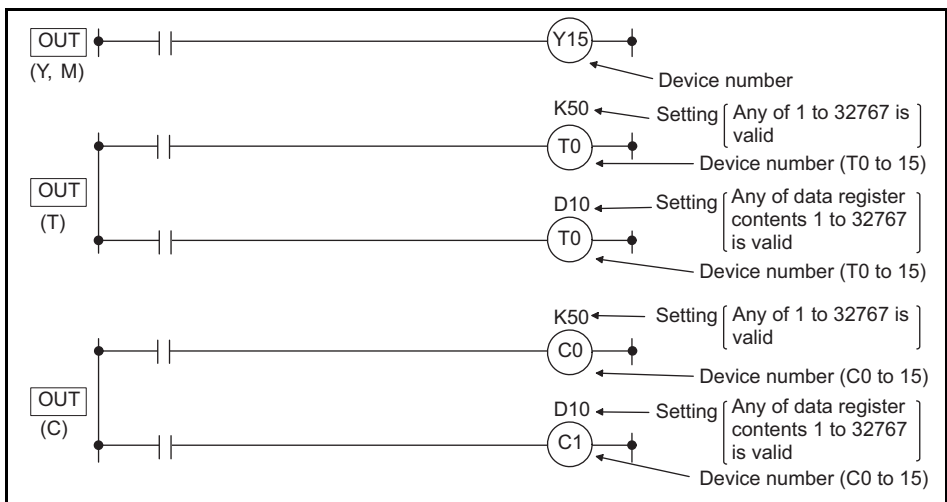 OUT
(Y, M)
Y15
Device number
K50
Setting
Any of 1 to 32767 is
valid
T0
Device number (T0 to 15)
OUT
(T)
D10
Setting
Any of data register
contents 1 to 32767
is valid
T0
Device number (T0 to 15)
K50
Setting
Any of 1 to 32767 is
valid
C0
Device number (C0 to 15)
OUT
(C)
D10
Setting
Any of data register
contents 1 to 32767
is valid
C1
Device number (C0 to 15)